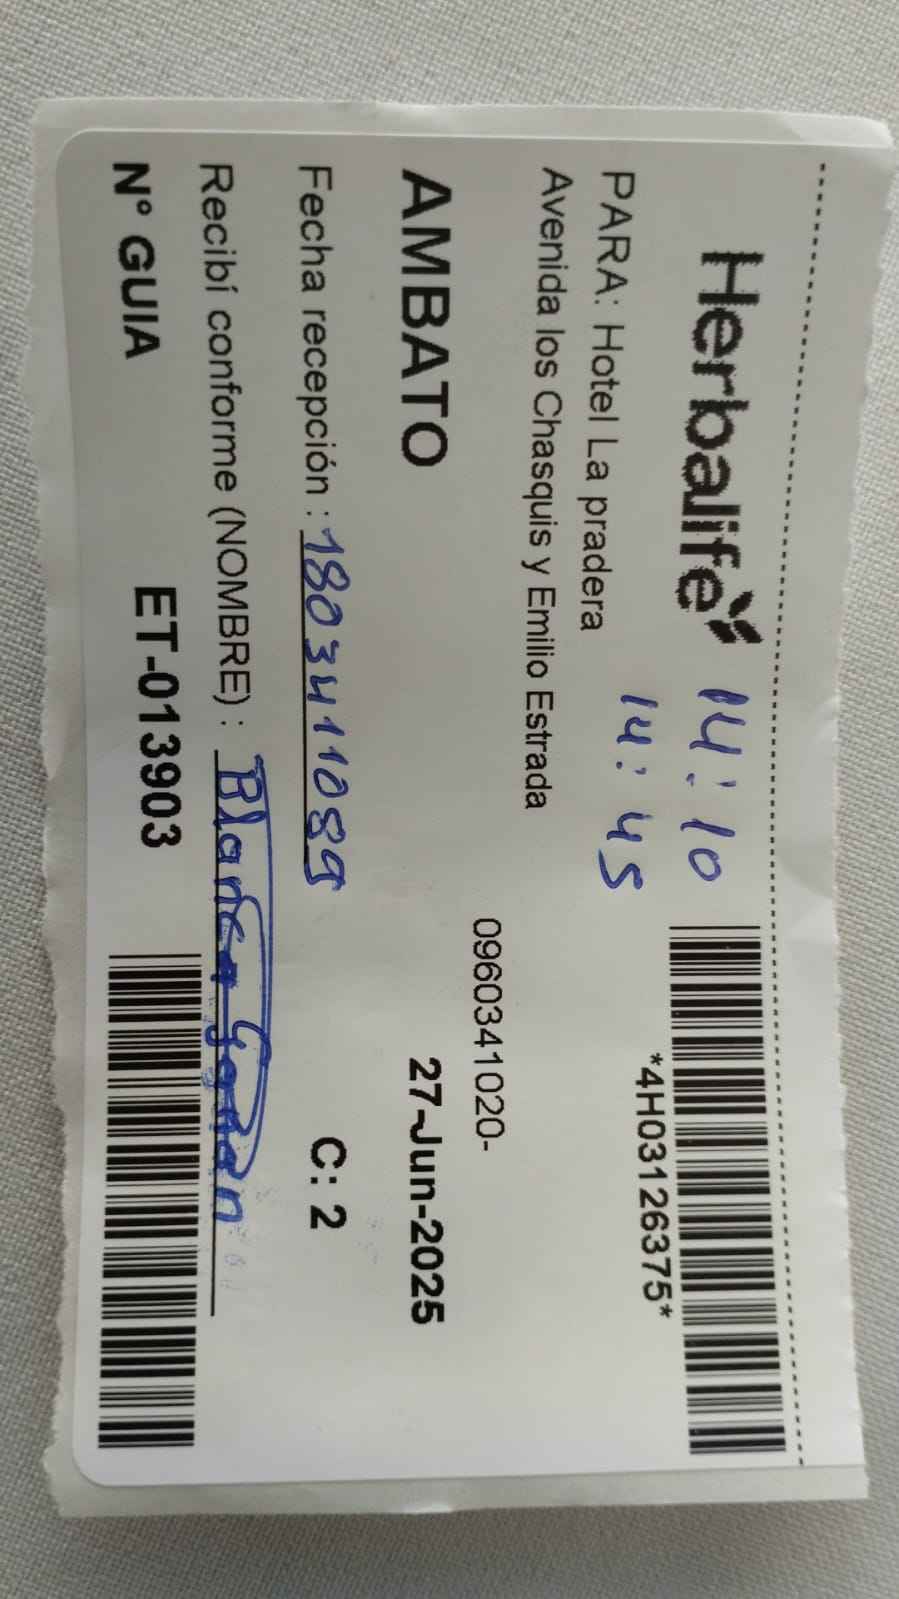 Herbalife
14:10
*4H03126375*
PARA: Hotel La pradera
14:45
Avenida los Chasquis y Emilio Estrada
0960341020-
AMBATO
27-Jun-2025
Fecha recepción : 1803411089
C: 2
Recibí conforme (NOMBRE) : Blanca
N° GUIA ET-013903